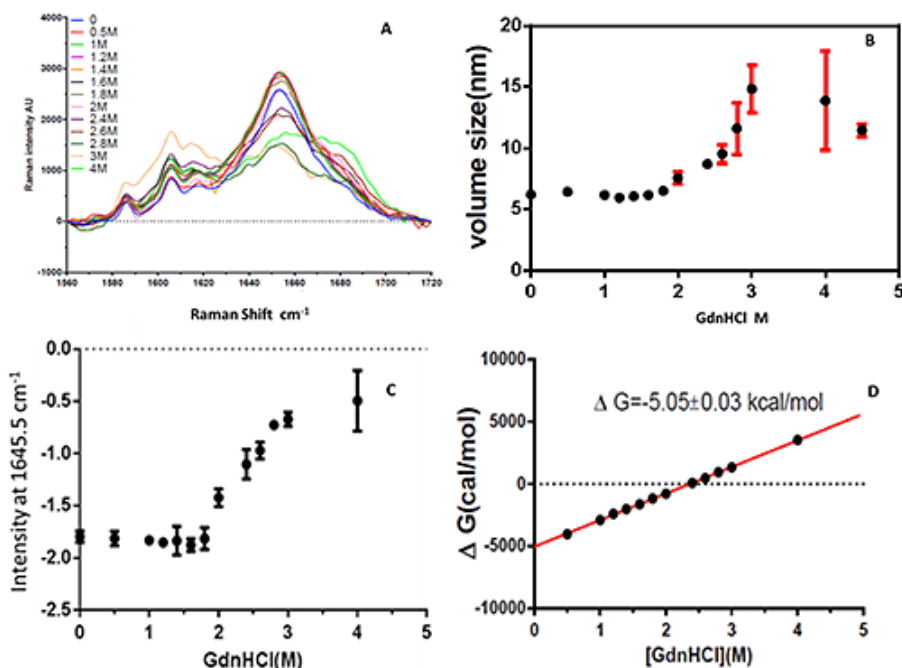 A
4000
3000
2000
1000
0
-1000
0
0.5M
1M
1.2M
1.4M
1.6M
1.8M
2M
2.4M
2.6M
2.8M
3M
4M
Raman intensity AU
1560 1580 1600 1620 1640 1660 1680 1700 1720
Raman Shift cm-1
B
20
15
10
5
0
volume size(nm)
0 1 2 3 4 5
GdnHCl M
C
0.0
-0.5
-1.0
-1.5
-2.0
-2.5
Intensity at 1645.5 cm-1
0 1 2 3 4 5
GdnHCl(M)
D
10000
5000
0
-5000
-10000
Δ G=-5.05±0.03 kcal/mol
Δ G(cal/mol)
0 1 2 3 4 5
[GdnHCl](M)